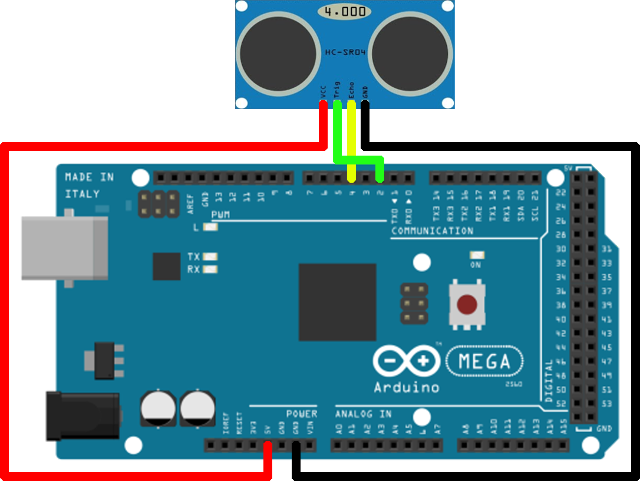 4.000
HC-SR04
VCC Trig Echo GND
MADE IN
ITALY
AREF GND 13 12 11 10 9 8
7 6 5 4 3 2 TX0 ◄ 1 RX0 ► 0
TX3 14 RX3 15 TX2 16 RX2 17 TX1 18 RX1 19 SDA 20 SCL 21
5V
PWM
L
COMMUNICATION
TX
RX
ON
22
24
26
28
30 31
32 33
34 35
36 37
38 39
40 41
42 43
44 45
46 47
48 49
50 51
52 53
GND
DIGITAL
TM
MEGA
2560
Arduino
POWER
ANALOG IN
IOREF RESET 3V3 5V GND GND VIN
A0 A1 A2 A3 A4 A5 A7
A8 A9 A10 A11 A12 A13 A14 A15